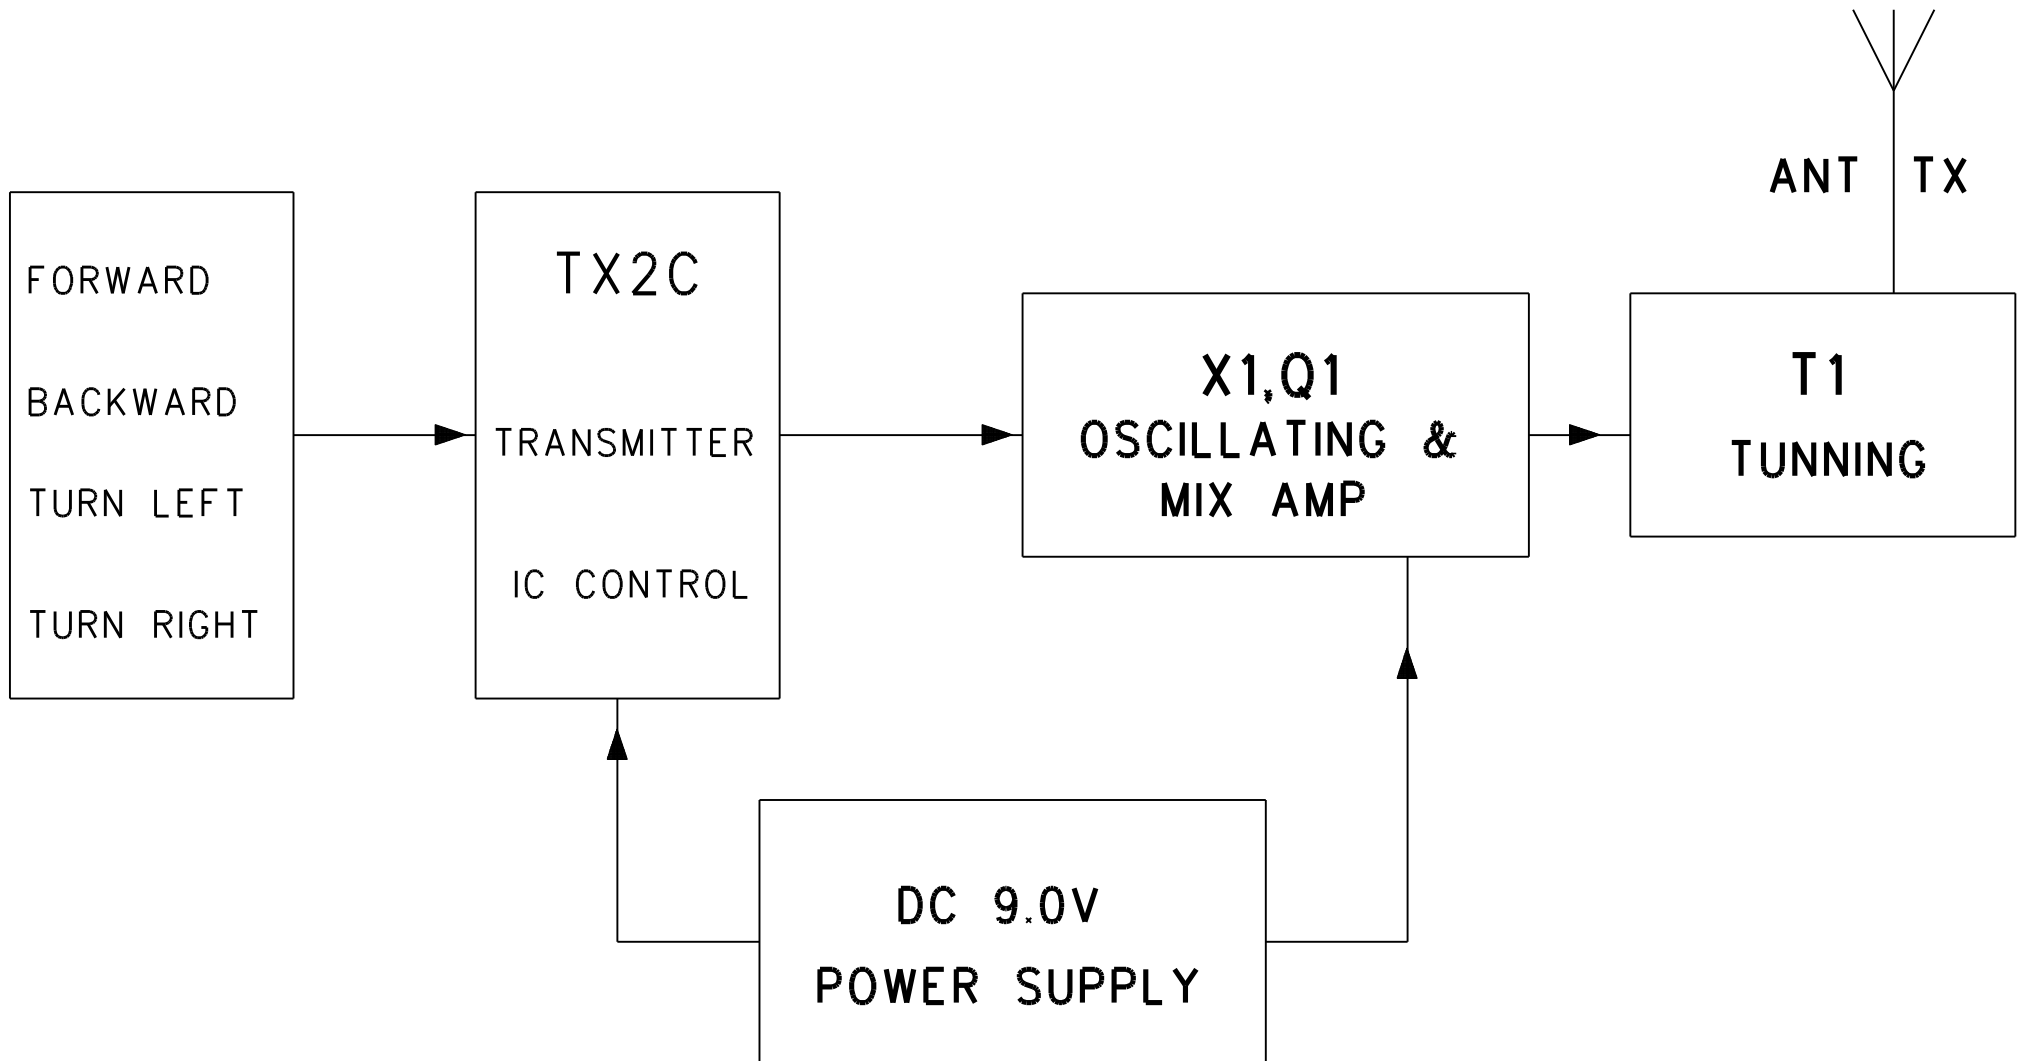 FORWARD
BACKWARD
TURN LEFT
TURN RIGHT
TX2C
TRANSMITTER
IC CONTROL
X1,Q1
OSCILLATING &
MIX AMP
ANT TX
T1
TUNNING
DC 9.0V
POWER SUPPLY